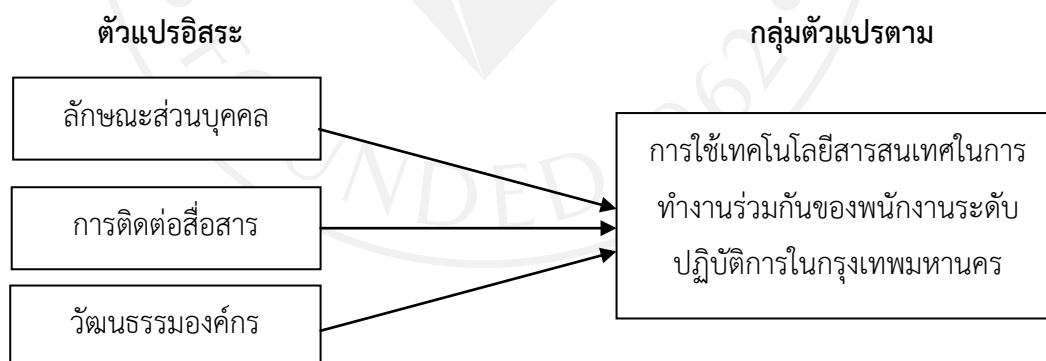 ตัวแปรอิสระ
กลุ่มตัวแปรตาม
ลักษณะส่วนบุคคล
การติดต่อสื่อสาร
วัฒนธรรมองค์กร
การใช้เทคโนโลยีสารสนเทศในการ
ทำงานร่วมกันของพนักงานระดับ
ปฏิบัติการในกรุงเทพมหานคร